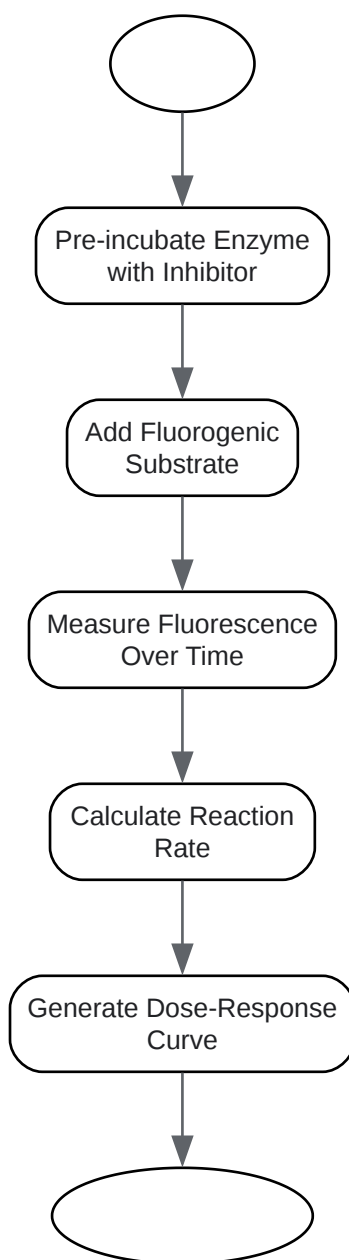 Pre-incubate Enzyme
with Inhibitor
Add Fluorogenic
Substrate
Measure Fluorescence
Over Time
Calculate Reaction
Rate
Generate Dose-Response
Curve